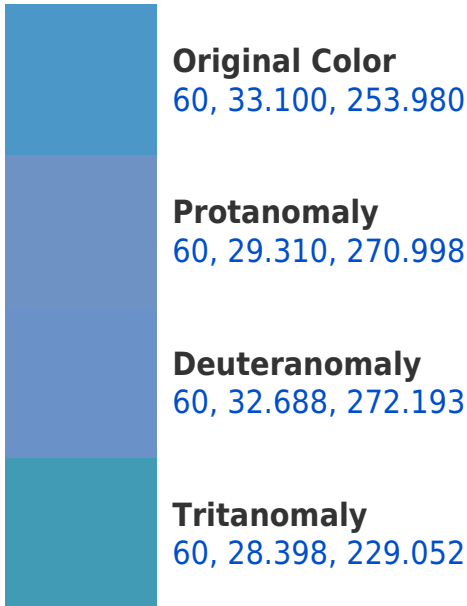 Original Color
60, 33.100, 253.980
Protanomaly
60, 29.310, 270.998
Deuteranomaly
60, 32.688, 272.193
Tritanomaly
60, 28.398, 229.052